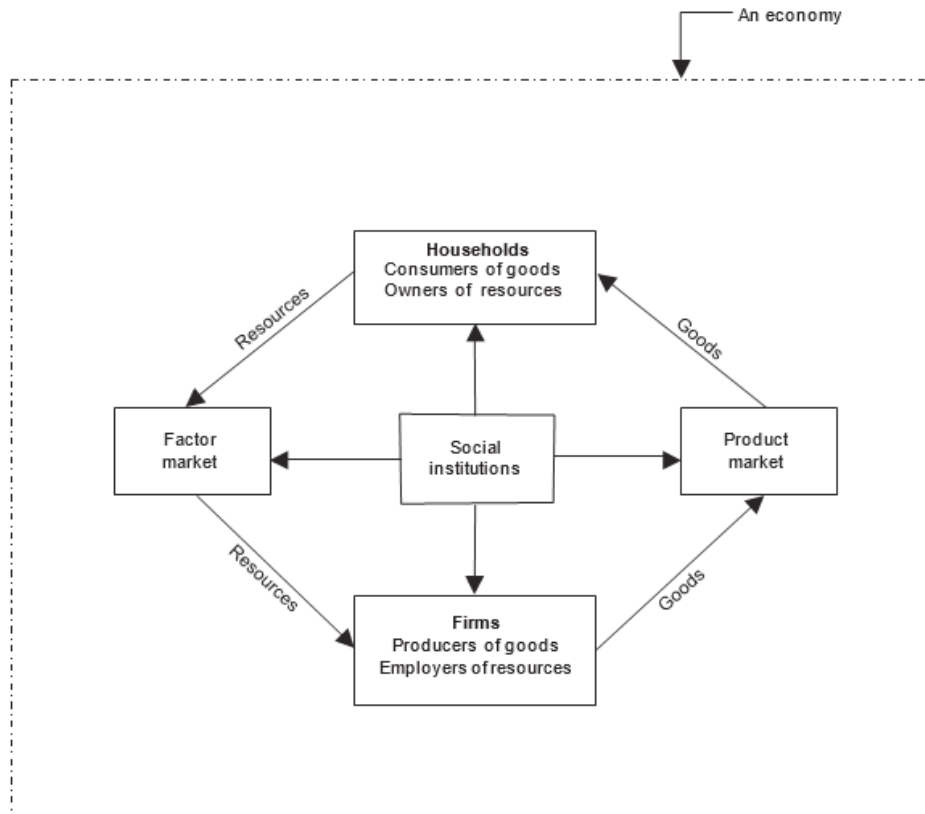 An economy
Households
Consumers of goods
Owners of resources
Resources
Goods
Factor
market
Social
institutions
Product
market
Resources
Goods
Firms
Producers of goods
Employers of resources